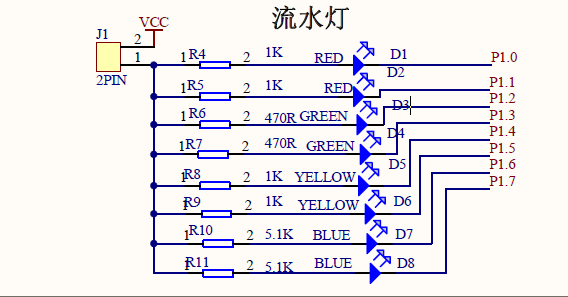 流水灯
J1
VCC
2
1
2PIN
1 R4 2 1K RED D1 P1.0
1 R5 2 1K RED D2 P1.1
1 R6 2 470R GREEN D3 P1.2
1 R7 2 470R GREEN D4 P1.3
1 R8 2 1K YELLOW D5 P1.4
1 R9 2 1K YELLOW D6 P1.5
1 R10 2 5.1K BLUE D7 P1.6
1 R11 2 5.1K BLUE D8 P1.7